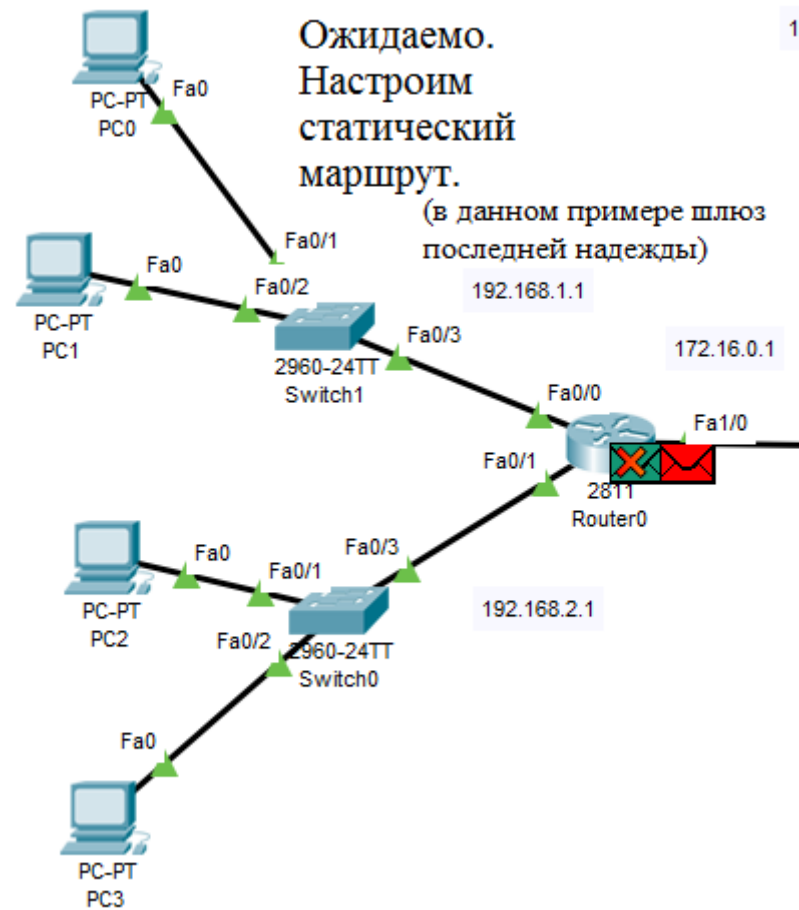 Ожидаемо.
Настроим
статический
маршрут.
(в данном примере шлюз
последней надежды)
1
PC-PT
PC0
Fa0
Fa0/1
PC-PT
PC1
Fa0
Fa0/2
192.168.1.1
2960-24TT
Switch1
Fa0/3
172.16.0.1
Fa0/0
Fa1/0
Fa0/1
2811
Router0
PC-PT
PC2
Fa0
Fa0/1
Fa0/3
Fa0/2
2960-24TT
Switch0
192.168.2.1
Fa0
PC-PT
PC3